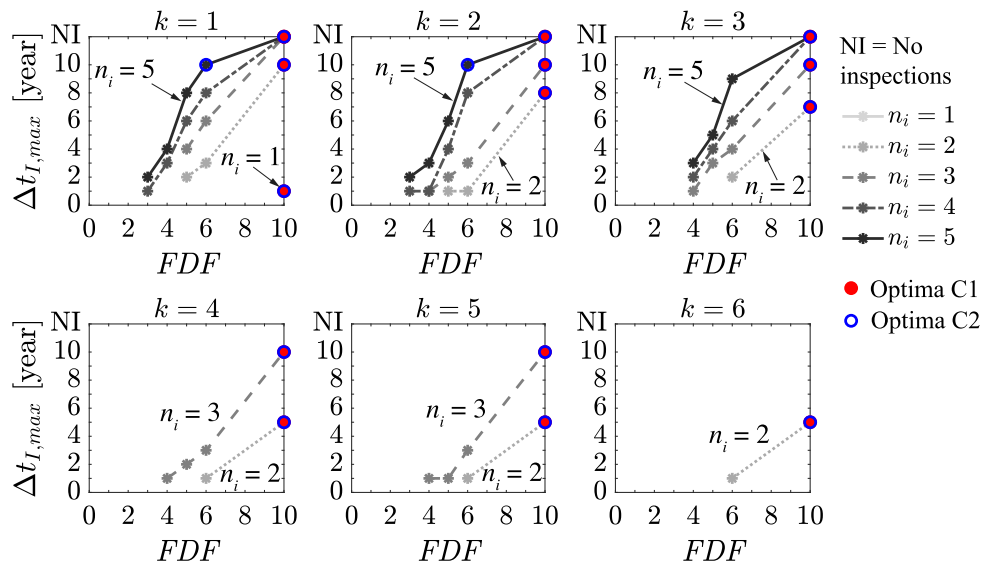 k = 1
k = 2
k = 3
Δt_{I,max} [year]
NI
10
8
6
4
2
0
n_i = 5
n_i = 1
0 2 4 6 8 10
FDF
NI
10
8
6
4
2
0
n_i = 5
n_i = 2
0 2 4 6 8 10
FDF
NI
10
8
6
4
2
0
n_i = 5
n_i = 2
0 2 4 6 8 10
FDF
NI = No
inspections
n_i = 1
n_i = 2
n_i = 3
n_i = 4
n_i = 5
Optima C1
Optima C2
k = 4
k = 5
k = 6
Δt_{I,max} [year]
NI
10
8
6
4
2
0
n_i = 3
n_i = 2
0 2 4 6 8 10
FDF
NI
10
8
6
4
2
0
n_i = 3
n_i = 2
0 2 4 6 8 10
FDF
NI
10
8
6
4
2
0
n_i = 2
0 2 4 6 8 10
FDF